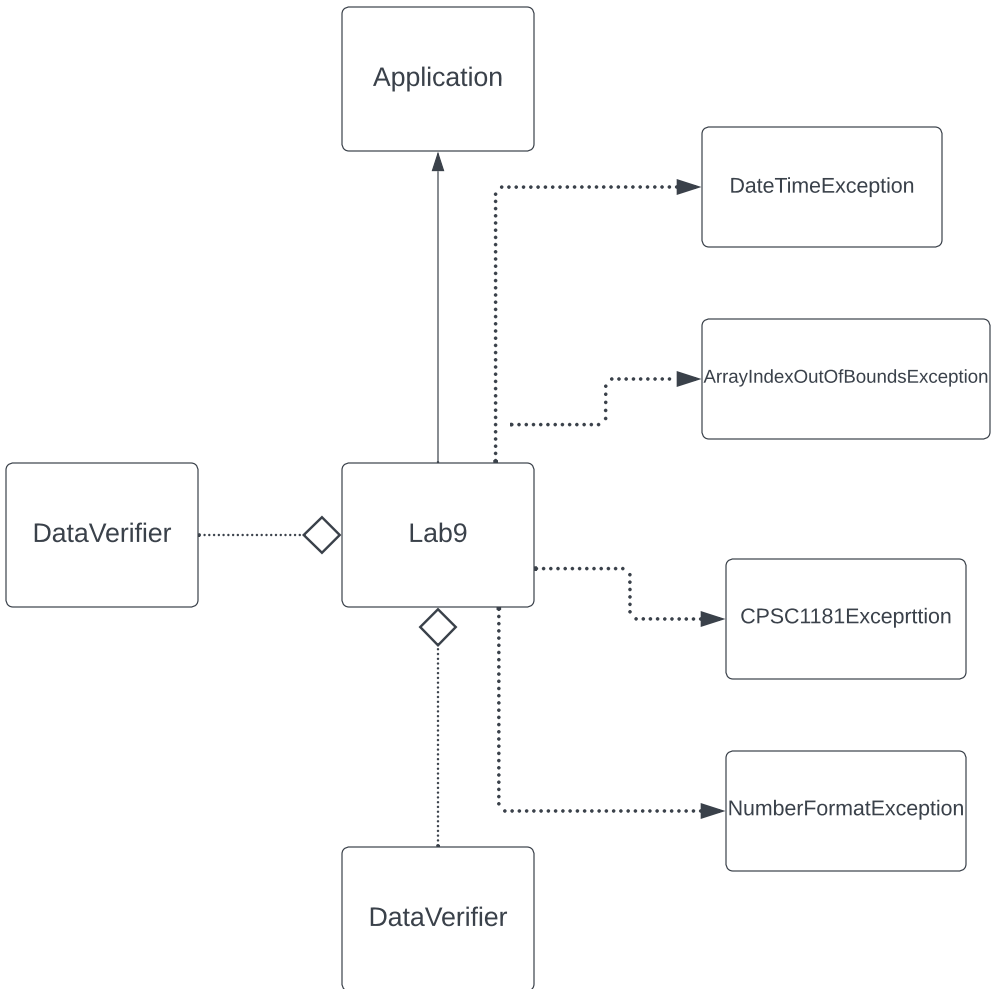 Application
DateTimeException
ArrayIndexOutOfBoundsException
DataVerifier
Lab9
CPSC1181Exceprttion
NumberFormatException
DataVerifier